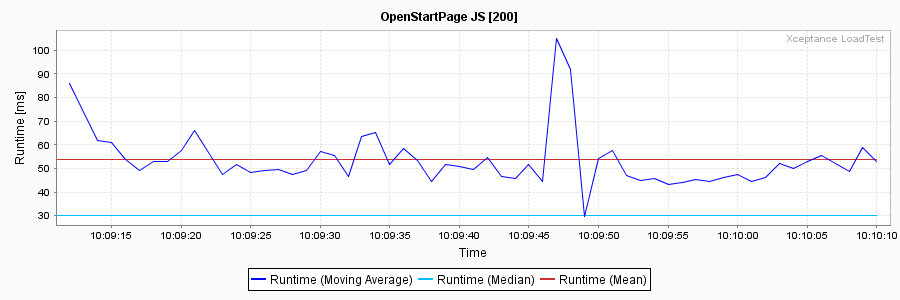 OpenStartPage JS [200]
Xceptance LoadTest
Runtime [ms]
100
90
80
70
60
50
40
30
10:09:15 10:09:20 10:09:25 10:09:30 10:09:35 10:09:40 10:09:45 10:09:50 10:09:55 10:10:00 10:10:05 10:10:10
Time
Runtime (Moving Average) Runtime (Median) Runtime (Mean)